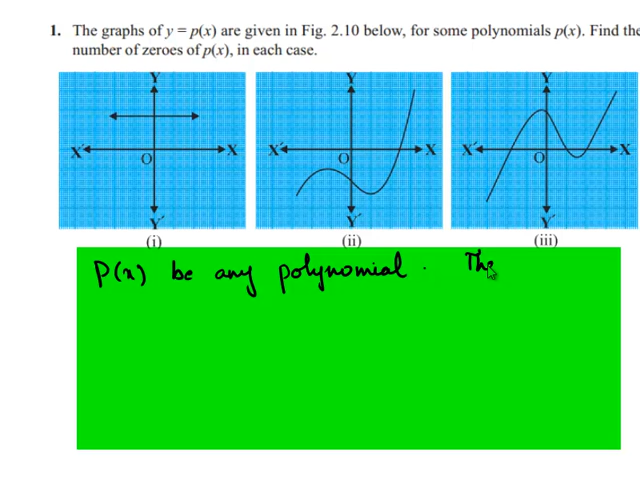 1. The graphs of y = p(x) are given in Fig. 2.10 below, for some polynomials p(x). Find the
number of zeroes of p(x), in each case.
Y Y Y
X′ O X X′ O X X′ O X
Y′ Y′ Y′
(i) (ii) (iii)
P(x) be any polynomial. The